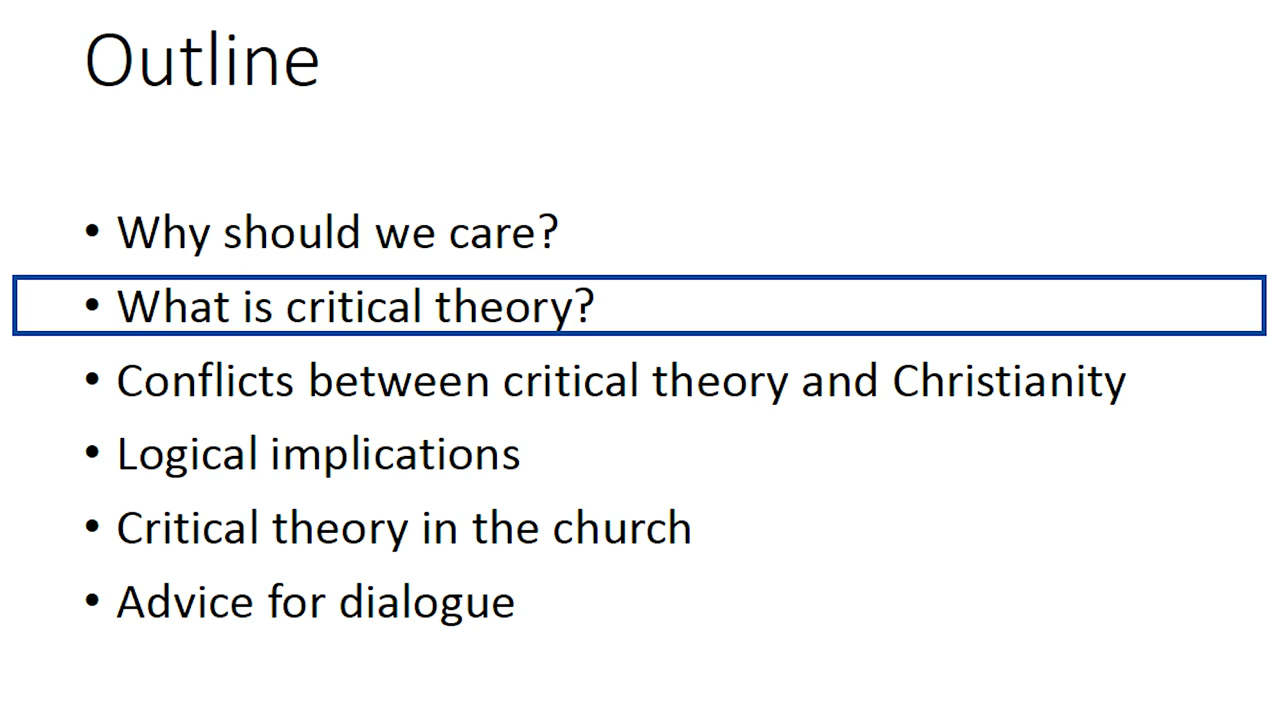 Outline
• Why should we care?
• What is critical theory?
• Conflicts between critical theory and Christianity
• Logical implications
• Critical theory in the church
• Advice for dialogue